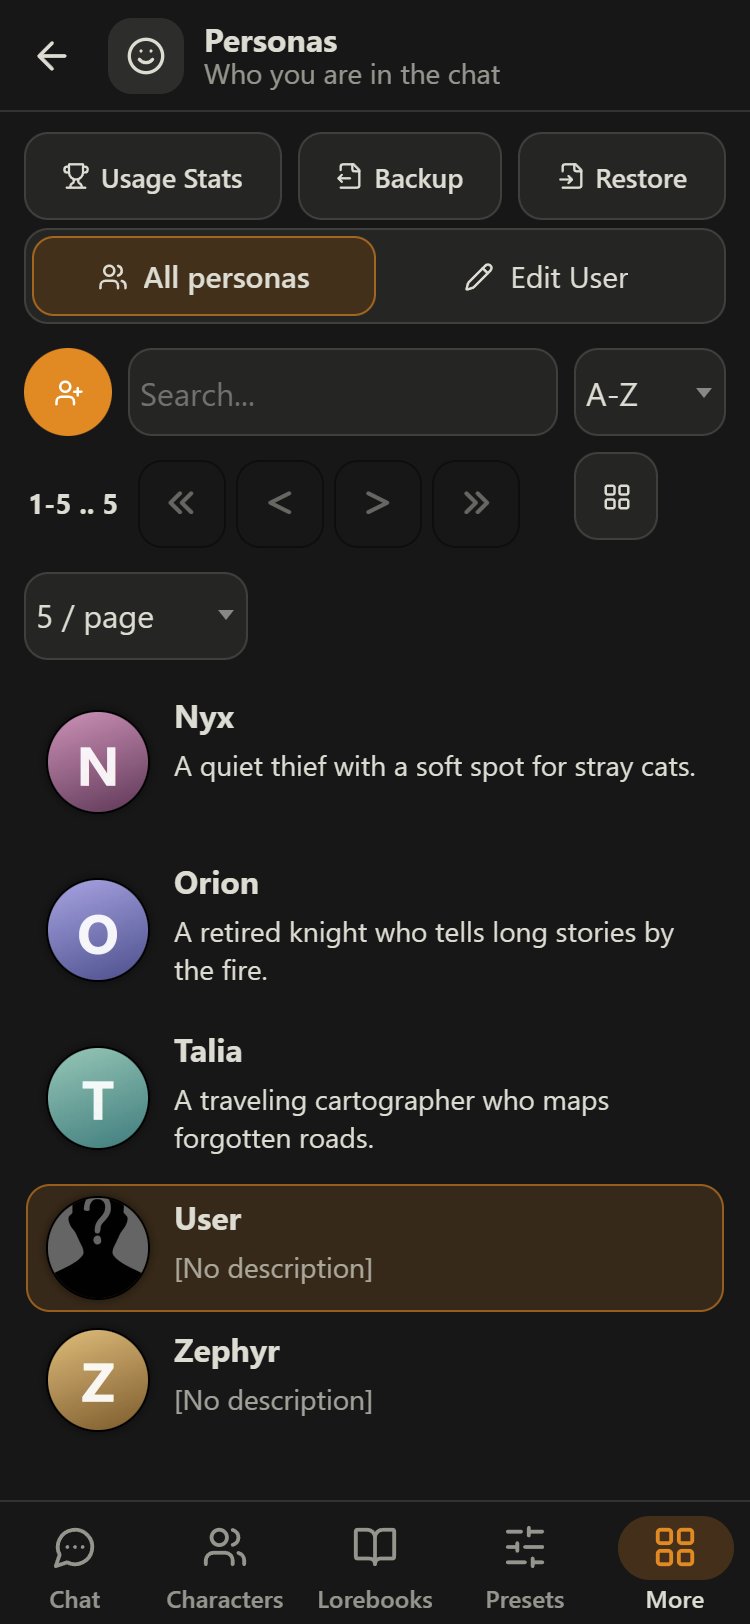 Personas
Who you are in the chat
Usage Stats
Backup
Restore
All personas
Edit User
Search...
A-Z
1-5 .. 5
5 / page
N
Nyx
A quiet thief with a soft spot for stray cats.
O
Orion
A retired knight who tells long stories by
the fire.
T
Talia
A traveling cartographer who maps
forgotten roads.
?
User
[No description]
Z
Zephyr
[No description]
Chat
Characters
Lorebooks
Presets
More